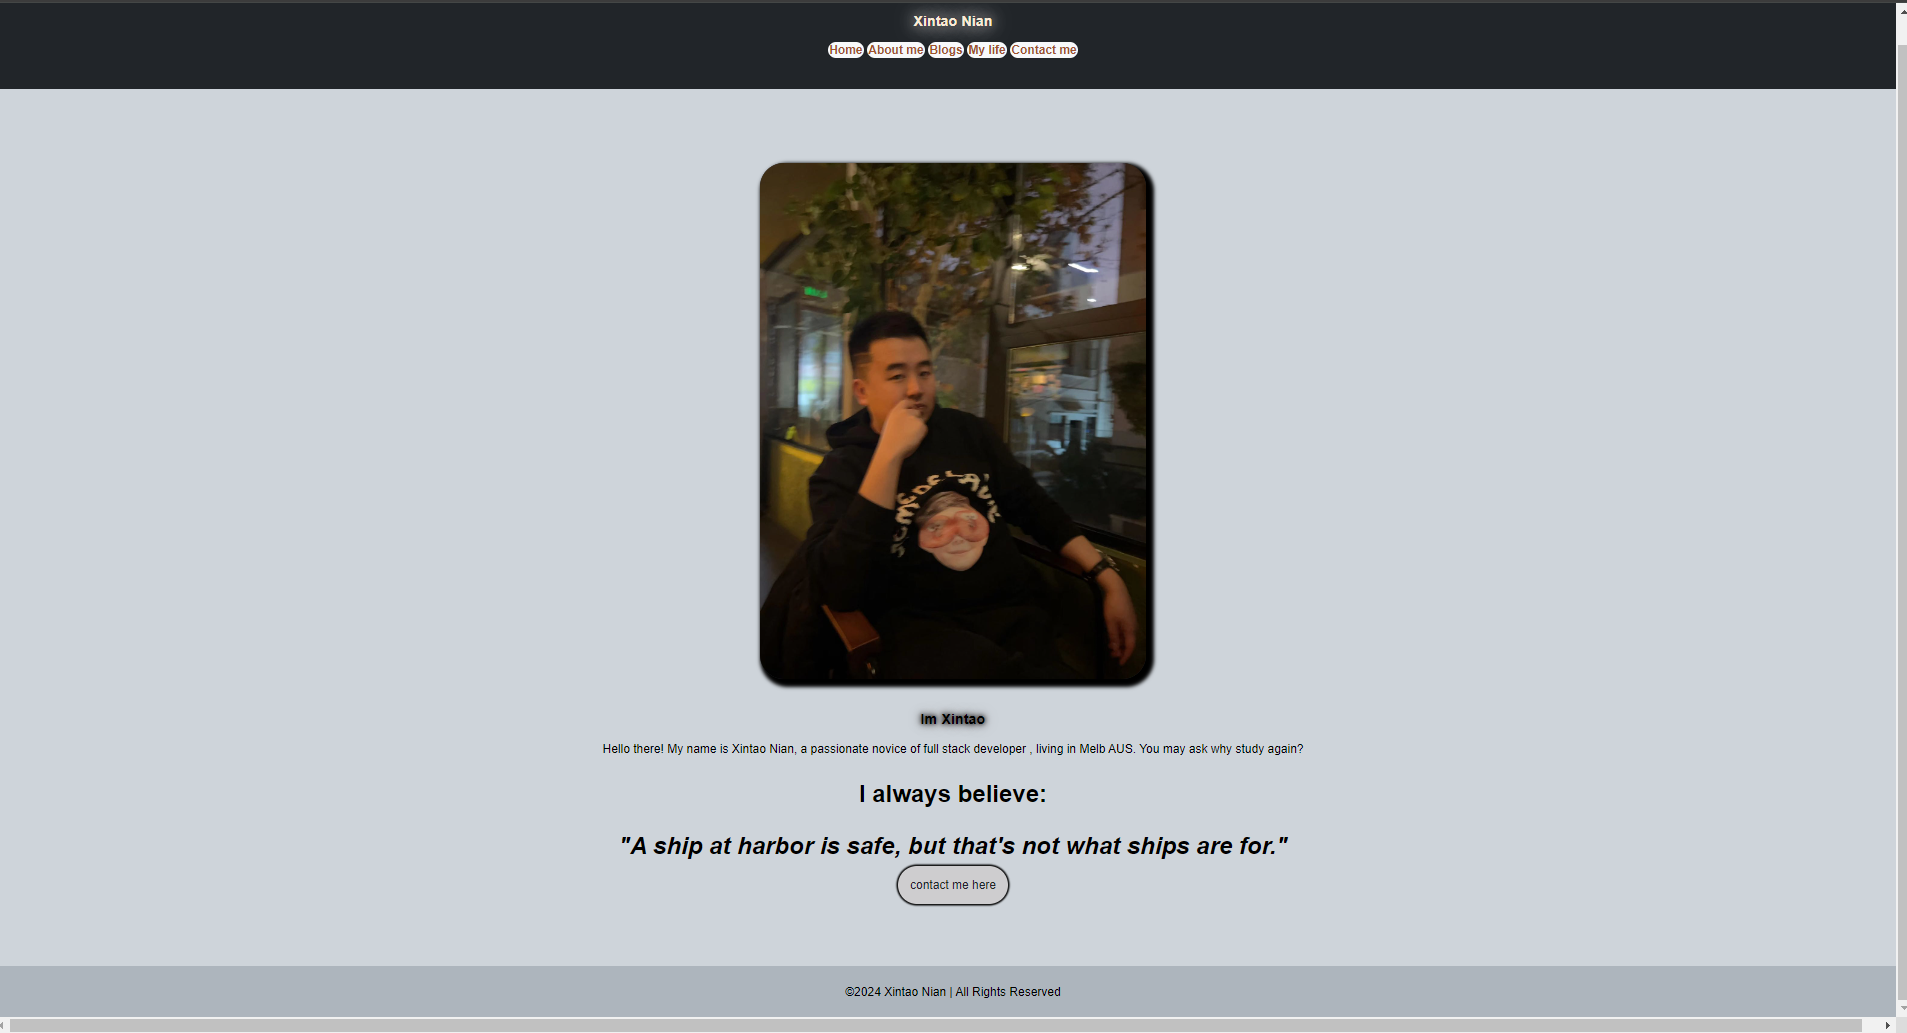 Xintao Nian
Home About me Blogs My life Contact me
SOMEDE LA'VIE
Im Xintao
Hello there! My name is Xintao Nian, a passionate novice of full stack developer , living in Melb AUS. You may ask why study again?
I always believe:
"A ship at harbor is safe, but that's not what ships are for."
contact me here
©2024 Xintao Nian | All Rights Reserved